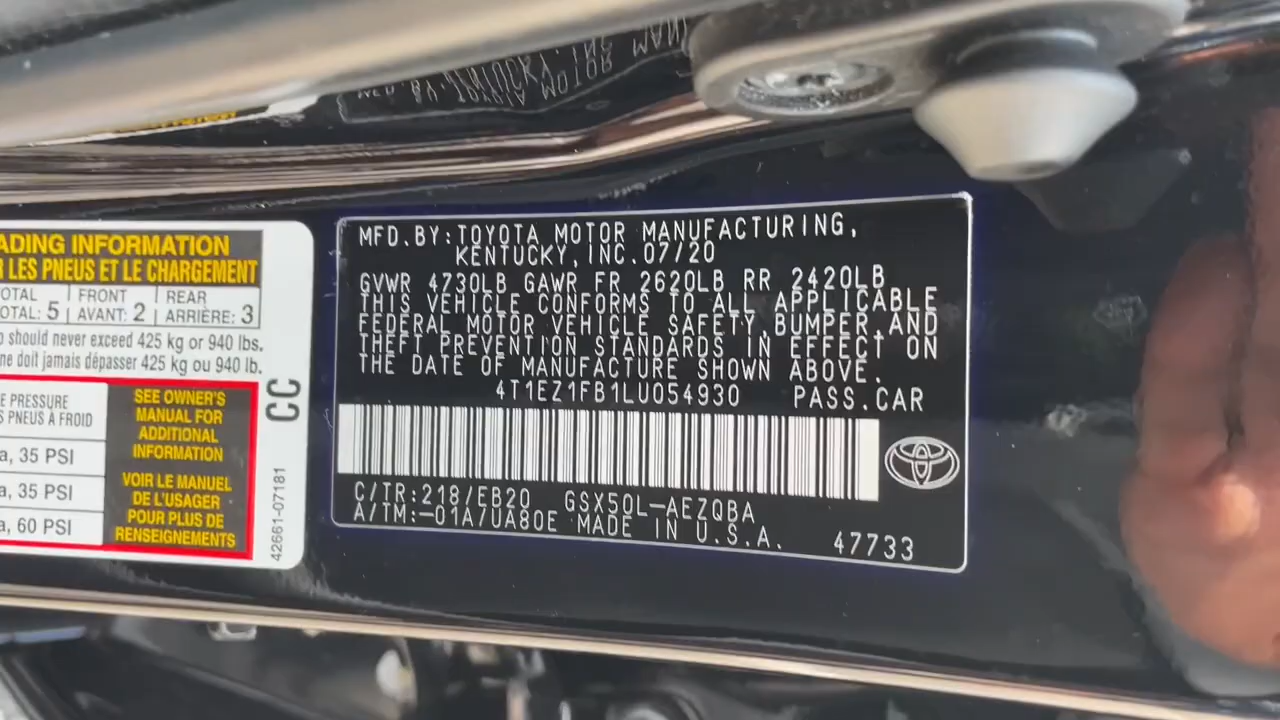 ADING INFORMATION
LES PNEUS ET LE CHARGEMENT
OTAL FRONT REAR
OTAL: 5 AVANT: 2 ARRIÈRE: 3
should never exceed 425 kg or 940 lbs.
ne doit jamais dépasser 425 kg ou 940 lb.
E PRESSURE
S PNEUS À FROID
a, 35 PSI
a, 35 PSI
a, 60 PSI
SEE OWNER'S
MANUAL FOR
ADDITIONAL
INFORMATION
VOIR LE MANUEL
DE L'USAGER
POUR PLUS DE
RENSEIGNEMENTS
CC
42661-07181
MFD.BY:TOYOTA MOTOR MANUFACTURING,
KENTUCKY,INC.07/20
GVWR 4730LB GAWR FR 2620LB RR 2420LB
THIS VEHICLE CONFORMS TO ALL APPLICABLE
FEDERAL MOTOR VEHICLE SAFETY,BUMPER,AND
THEFT PREVENTION STANDARDS IN EFFECT ON
THE DATE OF MANUFACTURE SHOWN ABOVE.
4T1EZ1FB1LU054930 PASS.CAR
C/TR:218/EB20 GSX50L-AEZQBA
A/TM:-01A/UA80E MADE IN U.S.A.
47733